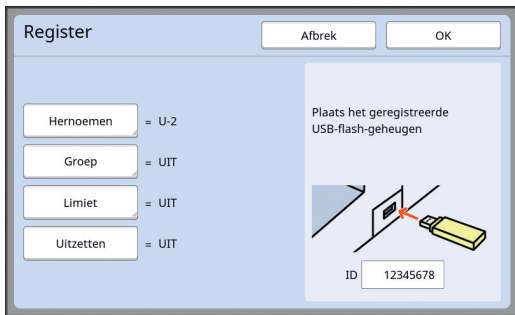 Register
Afbrek
OK
Hernoemen = U-2
Groep = UIT
Limiet = UIT
Uitzetten = UIT
Plaats het geregistreerde
USB-flash-geheugen
ID 12345678